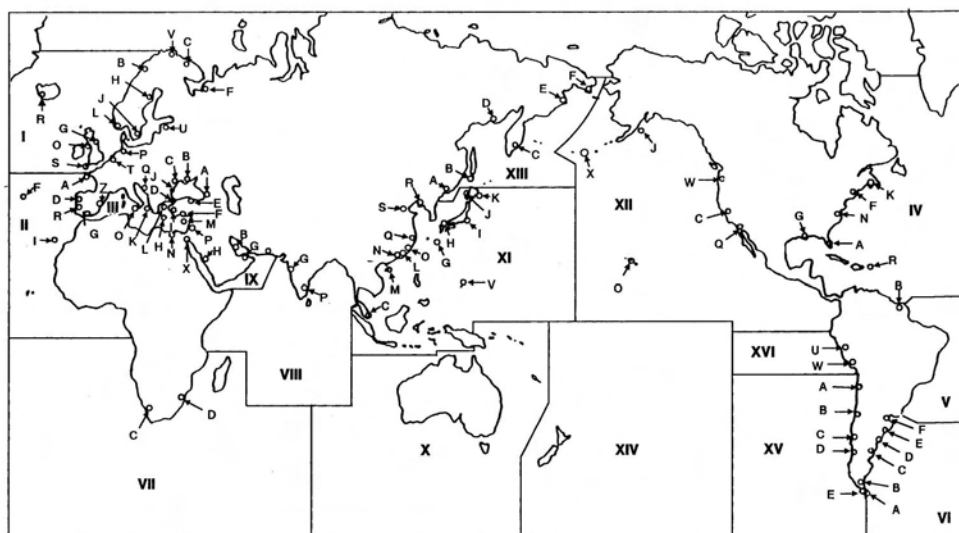 V C
B
H F F
E
J
R D
L
U
I G
O J
P C
S T
C B A
Q
A B XIII X
F A W K
D J E R K F IV
Z III S J N
D XII
II R F C
G O M I G
K L H N P Q H XI Q A
I B G N O G
X H L R
IX G M V
P O B
C
VIII XVI U
W
A
B V
C D F
X C E
XIV XV D D
VII C
B
E A VI